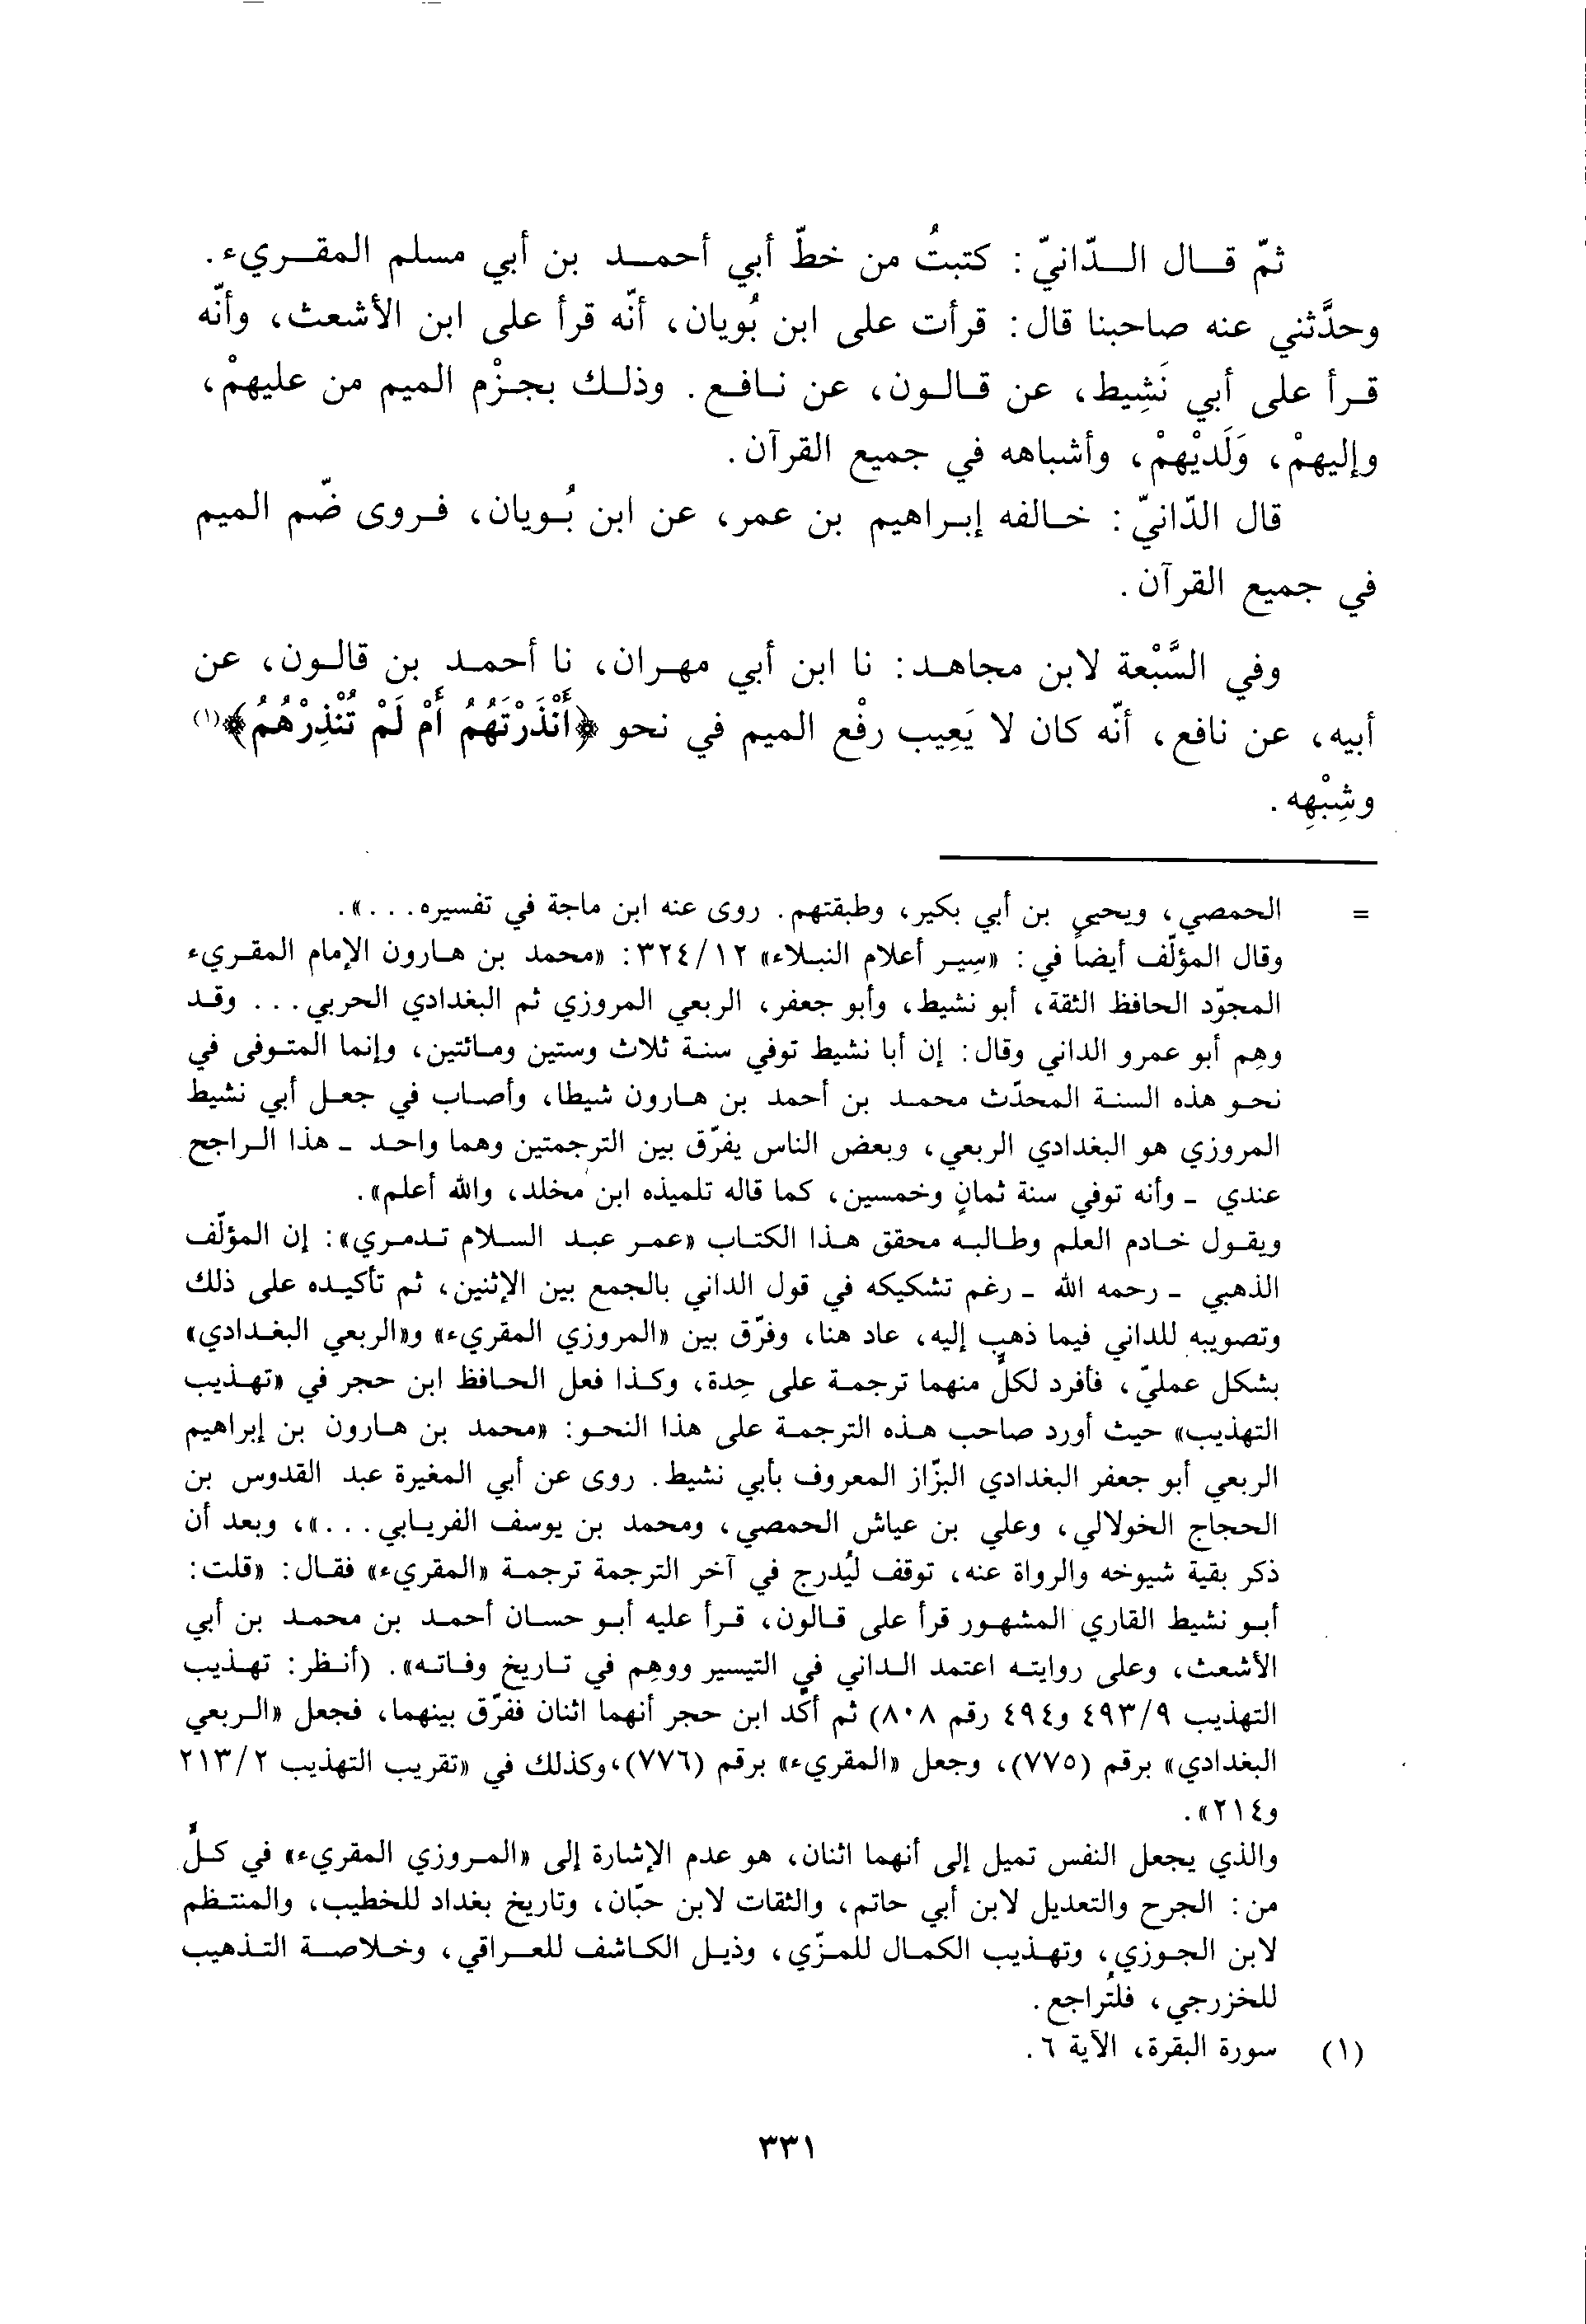 ثمّ قال الدّانيّ: كتبتُ من خطّ أبي أحمد بن أبي مسلم المقريء.
وحدَّثني عنه صاحبنا قال: قرأت على ابن بُويان، أنّه قرأ على ابن الأشعث، وأنّه
قرأ على أبي نَشِيط، عن قالون، عن نافع. وذلك بجزْم الميم من عليهمْ،
وإليهمْ، وَلَديْهمْ، وأشباهه في جميع القرآن.
قال الدّانيّ: خالفه إبراهيم بن عمر، عن ابن بُويان، فروى ضّم الميم
في جميع القرآن.
وفي السَّبْعة لابن مجاهد: نا ابن أبي مهران، نا أحمد بن قالون، عن
أبيه، عن نافع، أنّه كان لا يَعِيب رفْع الميم في نحو ﴿أَنْذَرْتَهُمُ أَمْ لَمْ تُنْذِرْهُمُ﴾(١)
وشِبْهِه.
= الحمصي، ويحيى بن أبي بكير، وطبقتهم. روى عنه ابن ماجة في تفسيره...».
وقال المؤلّف أيضاً في: «سِير أعلام النبلاء» ٣٢٤/١٢: «محمد بن هارون الإمام المقريء
المجوّد الحافظ الثقة، أبو نشيط، وأبو جعفر، الربعي المروزي ثم البغدادي الحربي... وقد
وهِم أبو عمرو الداني وقال: إن أبا نشيط توفي سنة ثلاث وستين ومائتين، وإنما المتوفى في
نحو هذه السنة المحدّث محمد بن أحمد بن هارون شيطا، وأصاب في جعل أبي نشيط
المروزي هو البغدادي الربعي، وبعض الناس يفرّق بين الترجمتين وهما واحد - هذا الراجح
عندي - وأنه توفي سنة ثمانٍ وخمسين، كما قاله تلميذه ابن مخلد، والله أعلم».
ويقول خادم العلم وطالبه محقق هذا الكتاب «عمر عبد السلام تدمري»: إن المؤلّف
الذهبي - رحمه الله - رغم تشكيكه في قول الداني بالجمع بين الإثنين، ثم تأكيده على ذلك
وتصويبه للداني فيما ذهب إليه، عاد هنا، وفرّق بين «المروزي المقريء» و«الربعي البغدادي»
بشكل عمليّ، فأفرد لكلٍّ منهما ترجمة على حِدة، وكذا فعل الحافظ ابن حجر في «تهذيب
التهذيب» حيث أورد صاحب هذه الترجمة على هذا النحو: «محمد بن هارون بن إبراهيم
الربعي أبو جعفر البغدادي البزّاز المعروف بأبي نشيط. روى عن أبي المغيرة عبد القدوس بن
الحجاج الخولالي، وعلي بن عياش الحمصي، ومحمد بن يوسف الفريابي...»، وبعد أن
ذكر بقية شيوخه والرواة عنه، توقف ليُدرج في آخر الترجمة ترجمة «المقريء» فقال: «قلت:
أبو نشيط القاري المشهور قرأ على قالون، قرأ عليه أبو حسان أحمد بن محمد بن أبي
الأشعث، وعلى روايته اعتمد الداني في التيسير ووهِم في تاريخ وفاته». (أنظر: تهذيب
التهذيب ٤٩٣/٩ و٤٩٤ رقم ٨٠٨) ثم أكّد ابن حجر أنهما اثنان ففرّق بينهما، فجعل «الربعي
البغدادي» برقم (٧٧٥)، وجعل «المقريء» برقم (٧٧٦)، وكذلك في «تقريب التهذيب ٢١٣/٢
و٢١٤».
والذي يجعل النفس تميل إلى أنهما اثنان، هو عدم الإشارة إلى «المروزي المقريء» في كلٍّ
من: الجرح والتعديل لابن أبي حاتم، والثقات لابن حبّان، وتاريخ بغداد للخطيب، والمنتظم
لابن الجوزي، وتهذيب الكمال للمزّي، وذيل الكاشف للعراقي، وخلاصة التذهيب
للخزرجي، فلتُراجع.
(١) سورة البقرة، الآية ٦.
٣٣١